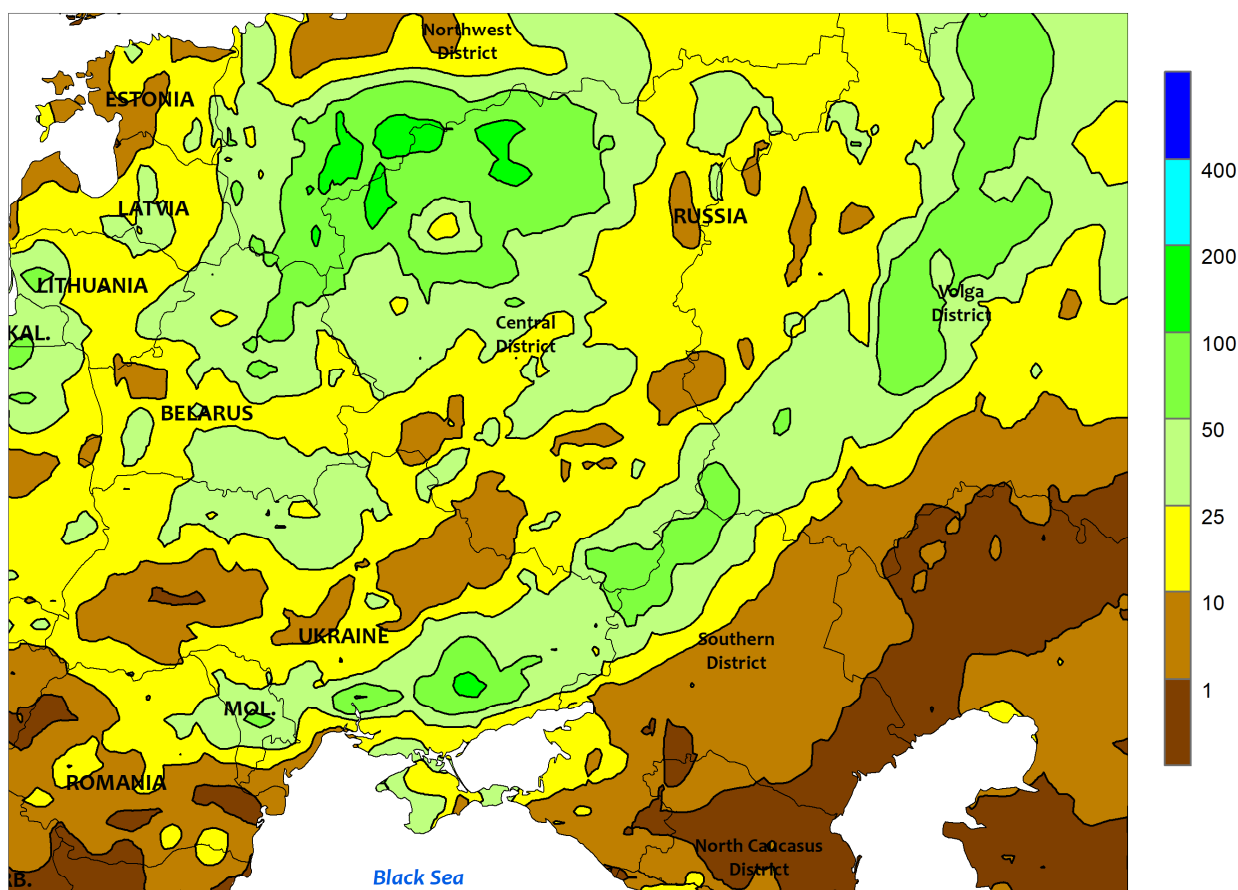 Northwest
District
ESTONIA
LATVIA
RUSSIA
LITHUANIA
Volga
District
KAL.
Central
District
BELARUS
UKRAINE
Southern
District
MOL.
ROMANIA
North Caucasus
District
RB.
Black Sea
400
200
100
50
25
10
1